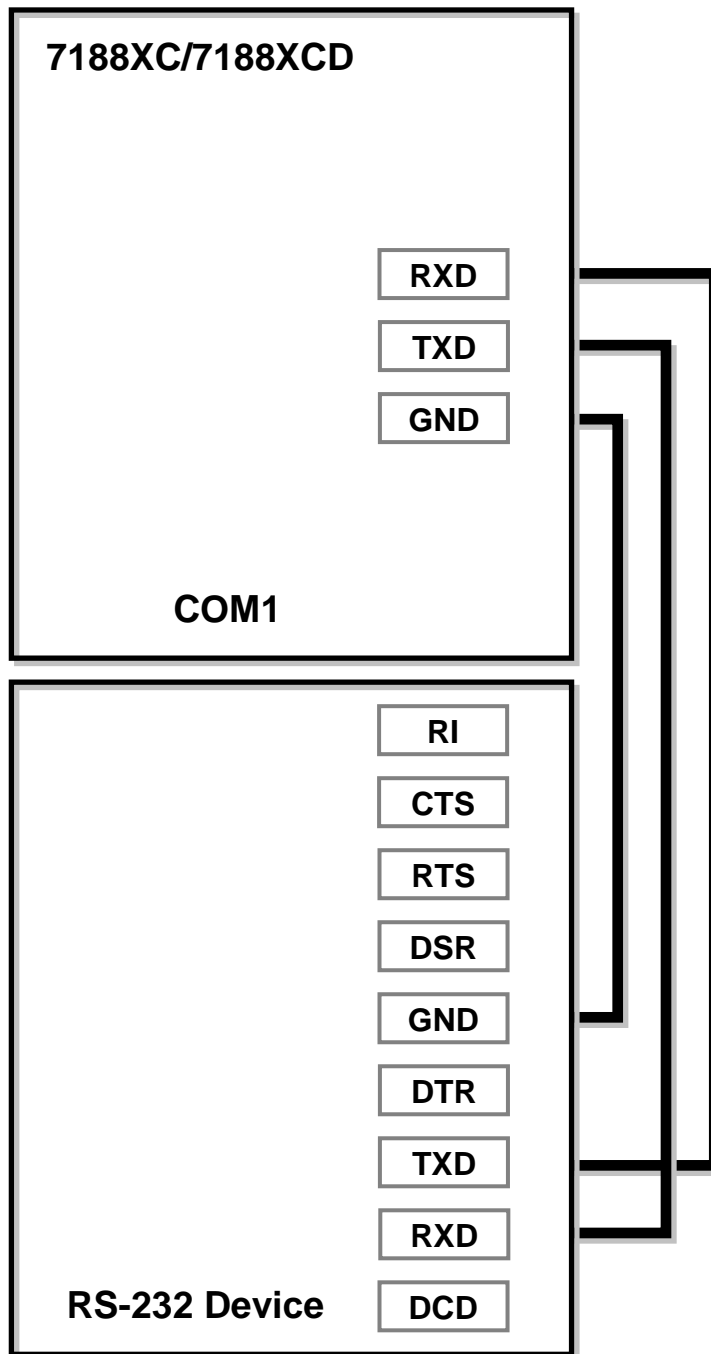 7188XC/7188XCD
RXD
TXD
GND
COM1
RI
CTS
RTS
DSR
GND
DTR
TXD
RXD
RS-232 Device
DCD